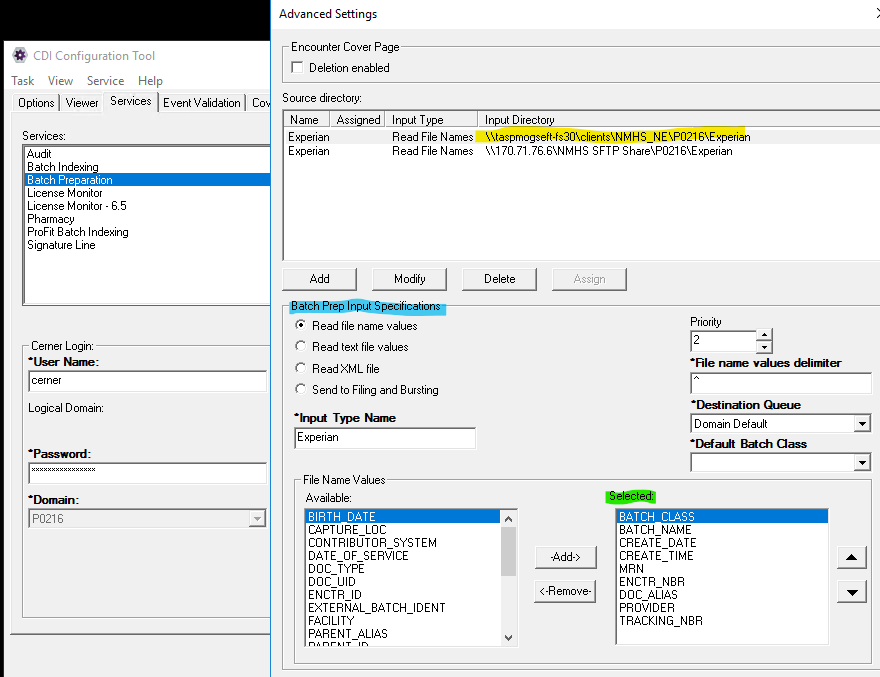 Advanced Settings
CDI Configuration Tool
Task View Service Help
Options Viewer Services Event Validation Cov
Services:
Audit
Batch Indexing
Batch Preparation
License Monitor
License Monitor - 6.5
Pharmacy
ProFit Batch Indexing
Signature Line
Cerner Login:
*User Name:
cerner
Logical Domain:
*Password:
xxxxxxxxxxxxxxxx
*Domain:
P0216
Encounter Cover Page
Deletion enabled
Source directory:
Name Assigned Input Type Input Directory
Experian Read File Names \\taspmogseft-fs30\clients\NMHS_NE\P0216\Experian
Experian Read File Names \\170.71.76.6\NMHS SFTP Share\P0216\Experian
Add Modify Delete Assign
Batch Prep Input Specifications
Read file name values
Read text file values
Read XML file
Send to Filing and Bursting
*Input Type Name
Experian
Priority
2
*File name values delimiter
^
*Destination Queue
Domain Default
*Default Batch Class
File Name Values
Available:
BIRTH_DATE
CAPTURE_LOC
CONTRIBUTOR_SYSTEM
DATE_OF_SERVICE
DOC_TYPE
DOC_UID
ENCTR_ID
EXTERNAL_BATCH_IDENT
FACILITY
PARENT_ALIAS
PARENT_ID
-Add->
<-Remove-
Selected:
BATCH_CLASS
BATCH_NAME
CREATE_DATE
CREATE_TIME
MRN
ENCTR_NBR
DOC_ALIAS
PROVIDER
TRACKING_NBR